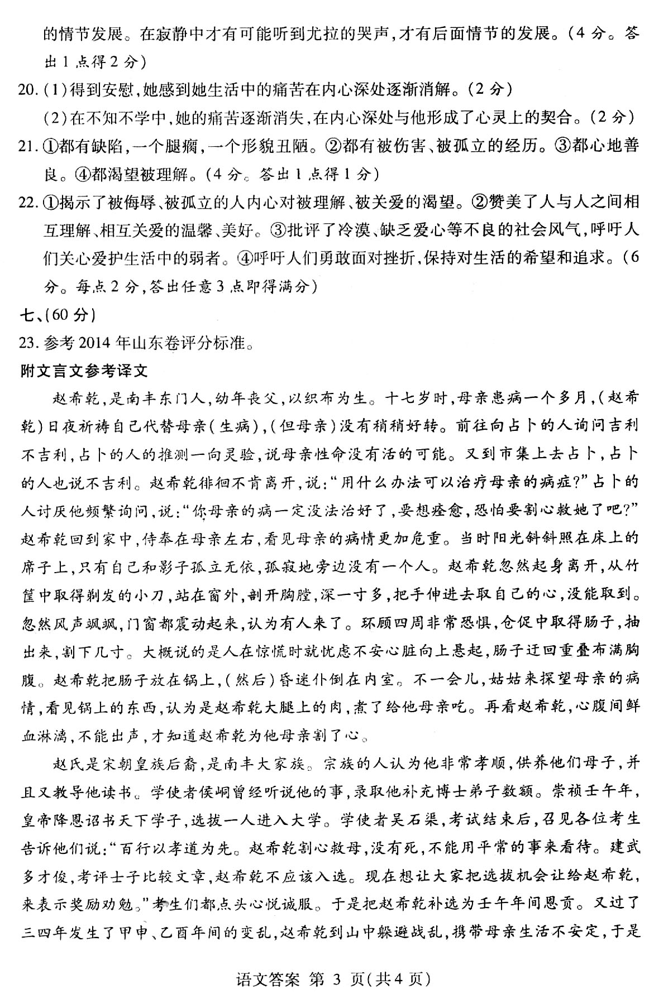 的情节发展。在寂静中才有可能听到尤拉的哭声,才有后面情节的发展。(4 分。答
出 1 点得 2 分)
20. (1)得到安慰,她感到她生活中的痛苦在内心深处逐渐消解。(2 分)
(2)在不知不学中,她的痛苦逐渐消失,在内心深处与他形成了心灵上的契合。(2 分)
21. ①都有缺陷,一个腿瘸,一个形貌丑陋。②都有被伤害、被孤立的经历。③都心地善
良。④都渴望被理解。(4 分。答出 1 点得 1 分)
22. ①揭示了被侮辱、被孤立的人内心对被理解、被关爱的渴望。②赞美了人与人之间相
互理解、相互关爱的温馨、美好。③批评了冷漠、缺乏爱心等不良的社会风气,呼吁人
们关心爱护生活中的弱者。④呼吁人们勇敢面对挫折,保持对生活的希望和追求。(6
分。每点 2 分,答出任意 3 点即得满分)
七、(60 分)
23. 参考 2014 年山东卷评分标准。
附文言文参考译文
赵希乾,是南丰东门人,幼年丧父,以织布为生。十七岁时,母亲患病一个多月,(赵希
乾)日夜祈祷自己代替母亲(生病),(但母亲)没有稍稍好转。前往向占卜的人询问吉利
不吉利,占卜的人的推测一向灵验,说母亲性命没有活的可能。又到市集上去占卜,占卜
的人也说不吉利。赵希乾徘徊不肯离开,说:“用什么办法可以治疗母亲的病症?”占卜的
人讨厌他频繁询问,说:“你母亲的病一定没法治好了,要想痊愈,恐怕要割心救她了吧?”
赵希乾回到家中,侍奉在母亲左右,看见母亲的病情更加危重。当时阳光斜斜照在床上的
席子上,只有自己和影子孤立无依,孤寂地旁边没有一个人。赵希乾忽然起身离开,从竹
筐中取得剃发的小刀,站在窗外,剖开胸膛,深一寸多,把手伸进去取自己的心,没能取到。
忽然风声飒飒,门窗都震动起来,认为有人来了。环顾四周非常恐惧,仓促中取得肠子,抽
出来,割下几寸。大概说的是人在惊慌时就忧虑不安心脏向上悬起,肠子迂回重叠布满胸
腹。赵希乾把肠子放在锅上,(然后)昏迷仆倒在内室。不一会儿,姑姑来探望母亲的病
情,看见锅上的东西,认为是赵希乾大腿上的肉,煮了给他母亲吃。再看赵希乾,心腹间鲜
血淋漓,不能出声,才知道赵希乾为他母亲割了心。
赵氏是宋朝皇族后裔,是南丰大家族。宗族的人认为他非常孝顺,供养他们母子,并
且又教导他读书。学使者侯峒曾经听说他的事,录取他补充博士弟子数额。崇祯壬午年,
皇帝降恩诏书天下学子,选拔一人进入大学。学使者吴石渠,考试结束后,召见各位考生
告诉他们说:“百行以孝道为先。赵希乾割心救母,没有死,不能用平常的事来看待。建武
多才俊,考评士子比较文章,赵希乾不应该入选。现在想让大家把选拔机会让给赵希乾,
来表示奖励劝勉。”考生们都点头心悦诚服。于是把赵希乾补选为壬午年间恩贡。又过了
三四年发生了甲申、乙酉年间的变乱,赵希乾到山中躲避战乱,携带母亲生活不安定,于是
语文答案 第 3 页(共 4 页)